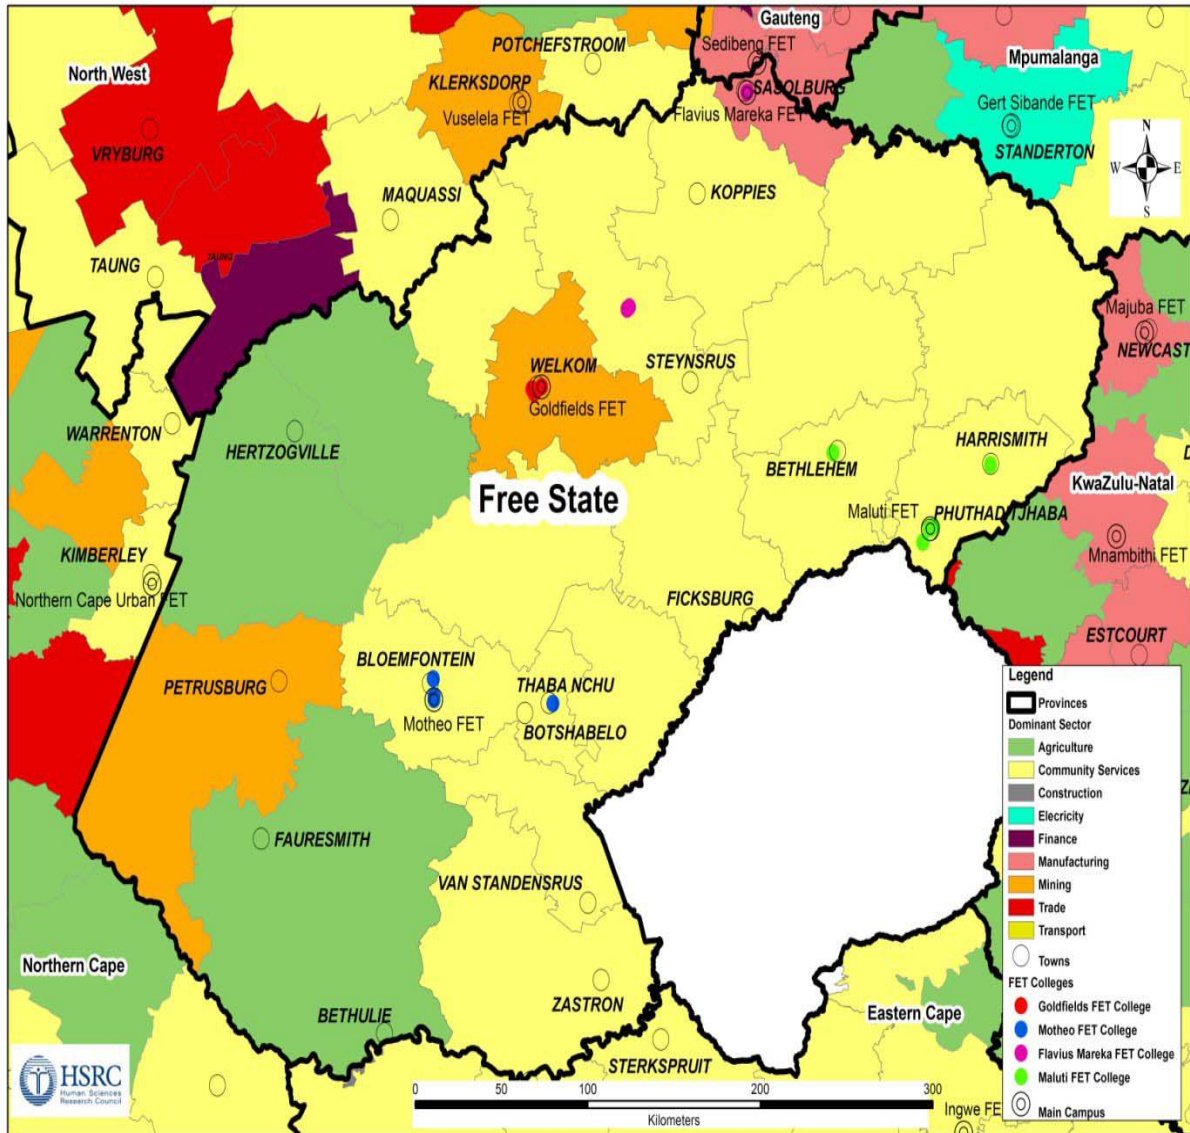 Gauteng
POTCHEFSTROOM
Sedibeng FET
North West
KLERKSDORP
Mpumalanga
SASOLBURG
Gert Sibande FET
Vuselela FET
Flavius Mareka FET
VRYBURG
STANDERTON
N
W
E
S
MAQUASSI
KOPPIES
TAUNG
TAUNG
Majuba FET
NEWCAST
WELKOM
STEYNSRUS
Goldfields FET
WARRENTON
HERTZOGVILLE
HARRISMITH
BETHLEHEM
D
KwaZulu-Natal
Free State
Maluti FET
PHUTHADITJHABA
KIMBERLEY
Mnambithi FET
Northern Cape Urban FET
FICKSBURG
ESTCOURT
BLOEMFONTEIN
PETRUSBURG
THABA NCHU
Motheo FET
BOTSHABELO
FAURESMITH
VAN STANDENSRUS
Northern Cape
ZASTRON
BETHULIE
Eastern Cape
STERKSPRUIT
Ingwe FE
Legend
Provinces
Dominant Sector
Agriculture
Community Services
Construction
Elecricity
Finance
Manufacturing
Mining
Trade
Transport
Towns
FET Colleges
Goldfields FET College
Motheo FET College
Flavius Mareka FET College
Maluti FET College
Main Campus
HSRC
Human Sciences
Research Council
0 50 100 200 300
Kilometers